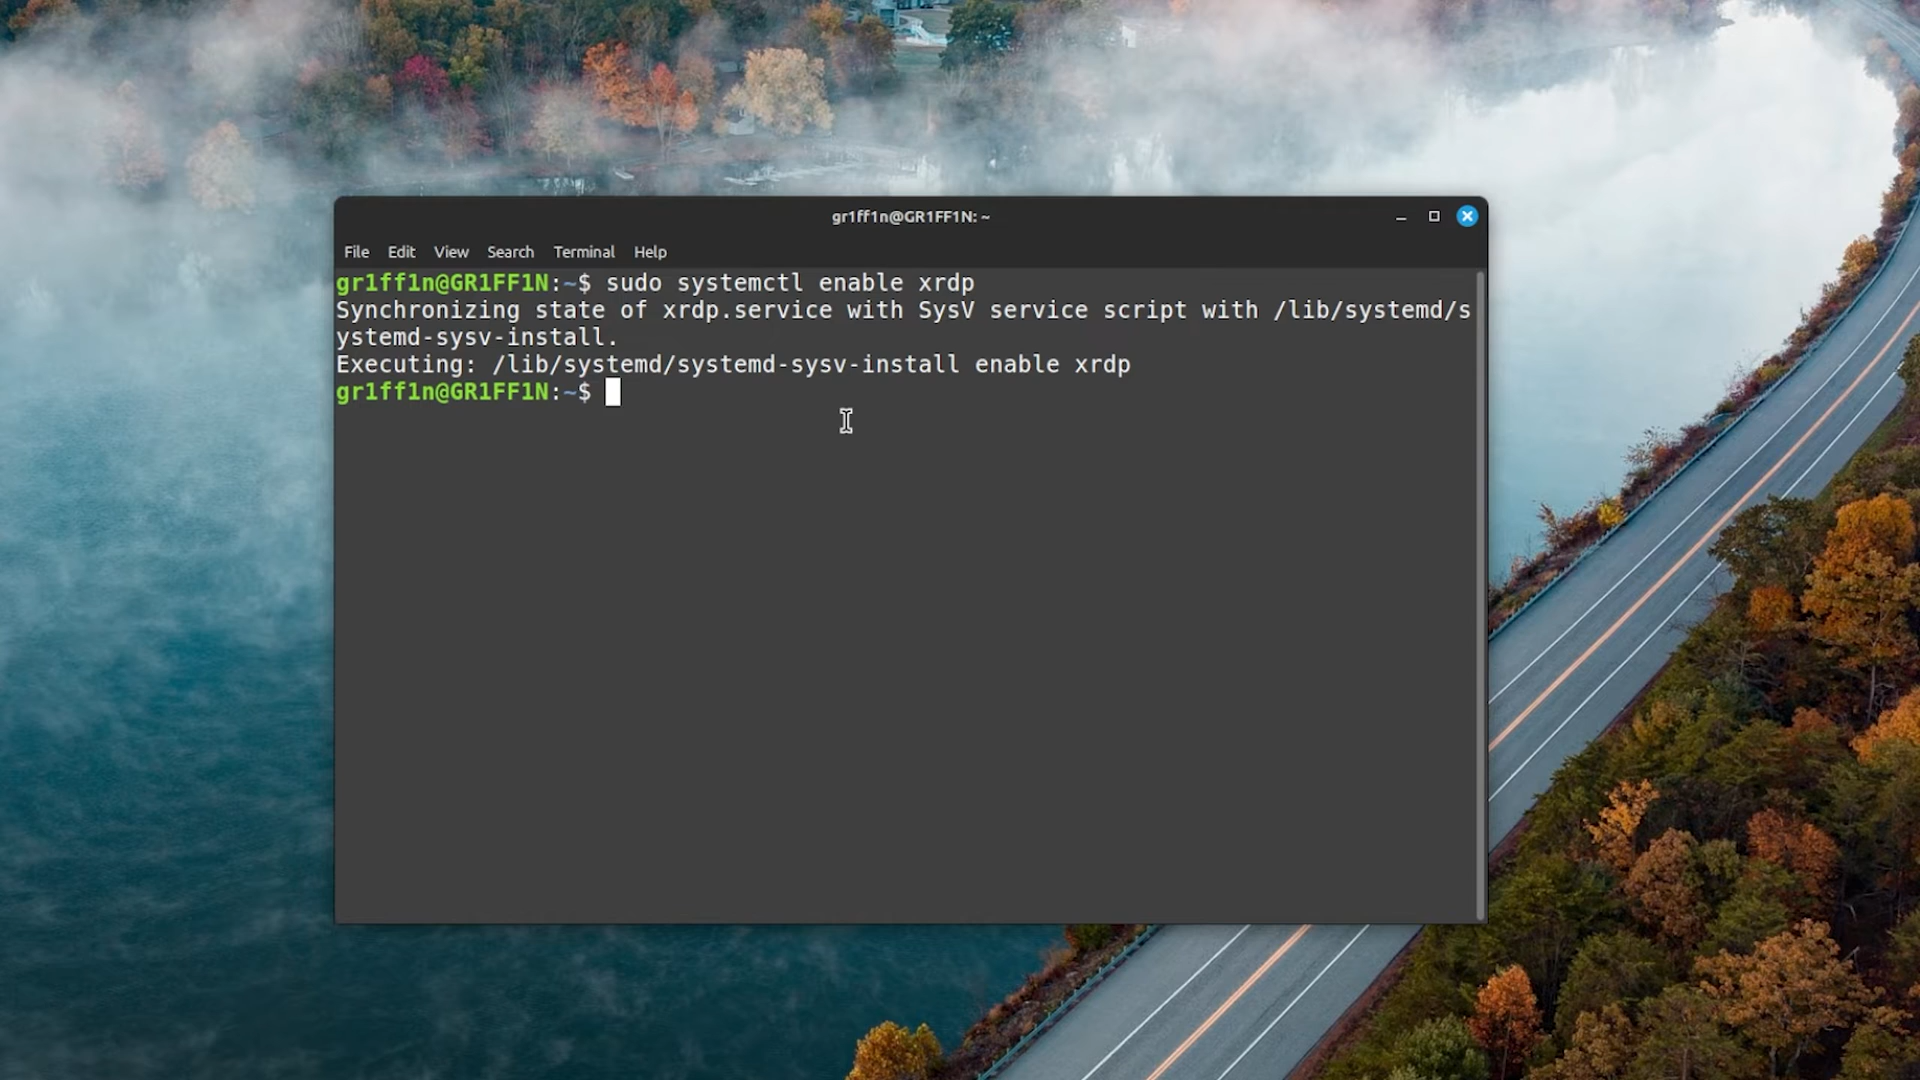 gr1ff1n@GR1FF1N: ~
File Edit View Search Terminal Help
gr1ff1n@GR1FF1N:~$ sudo systemctl enable xrdp
Synchronizing state of xrdp.service with SysV service script with /lib/systemd/s
ystemd-sysv-install.
Executing: /lib/systemd/systemd-sysv-install enable xrdp
gr1ff1n@GR1FF1N:~$